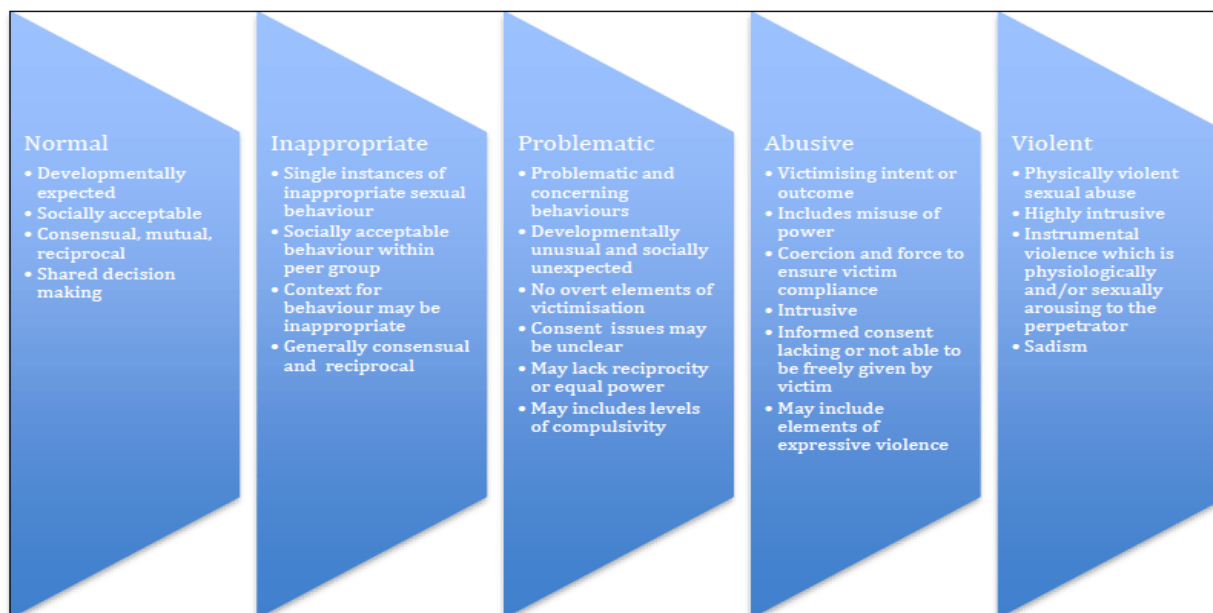 Normal
• Developmentally
expected
• Socially acceptable
• Consensual, mutual,
reciprocal
• Shared decision
making
Inappropriate
• Single instances of
inappropriate sexual
behaviour
• Socially acceptable
behaviour within
peer group
• Context for
behaviour may be
inappropriate
• Generally consensual
and reciprocal
Problematic
• Problematic and
concerning
behaviours
• Developmentally
unusual and socially
unexpected
• No overt elements of
victimisation
• Consent issues may
be unclear
• May lack reciprocity
or equal power
• May includes levels
of compulsivity
Abusive
• Victimising intent or
outcome
• Includes misuse of
power
• Coercion and force to
ensure victim
compliance
• Intrusive
• Informed consent
lacking or not able to
be freely given by
victim
• May include
elements of
expressive violence
Violent
• Physically violent
sexual abuse
• Highly intrusive
• Instrumental
violence which is
physiologically
and/or sexually
arousing to the
perpetrator
• Sadism